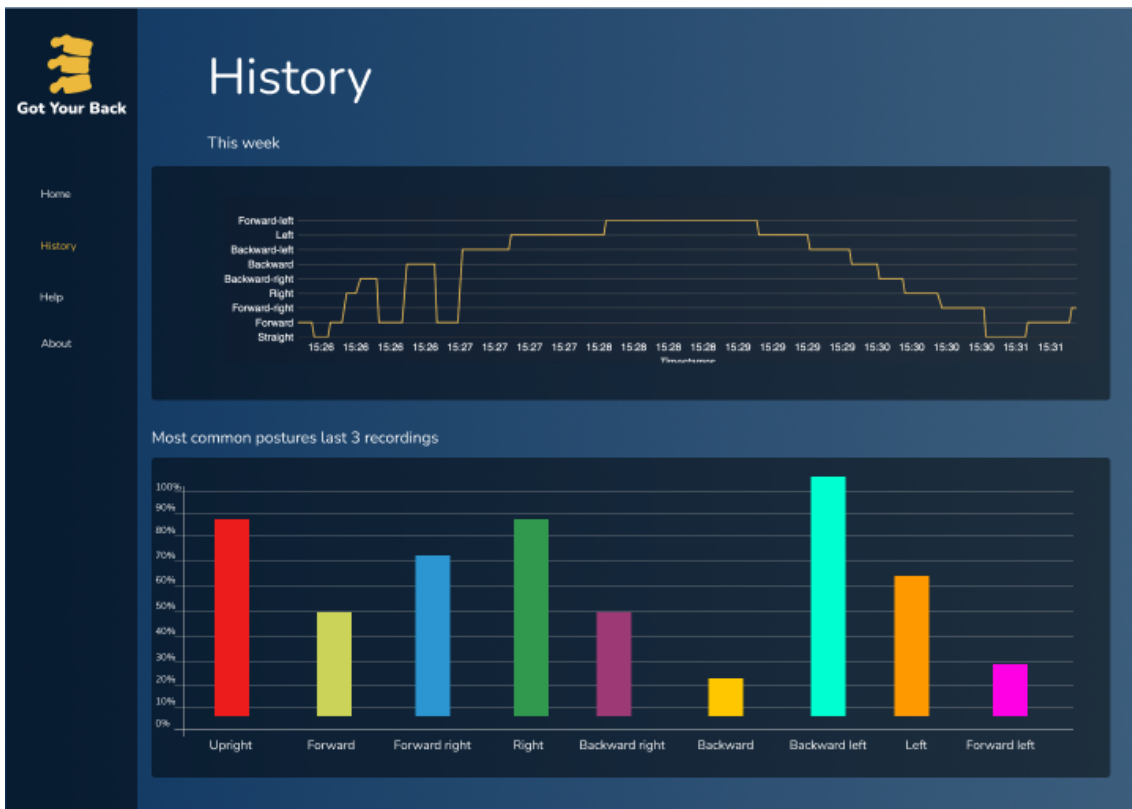 Got Your Back
Home
History
Help
About
History
This week
Forward-left
Left
Backward-left
Backward
Backward-right
Right
Forward-right
Forward
Straight
15:26 15:26 15:26 15:26 15:27 15:27 15:27 15:27 15:28 15:28 15:28 15:28 15:29 15:29 15:29 15:29 15:30 15:30 15:30 15:30 15:31 15:31
Timestamps
Most common postures last 3 recordings
100%
90%
80%
70%
60%
50%
40%
30%
20%
10%
0%
Upright Forward Forward right Right Backward right Backward Backward left Left Forward left